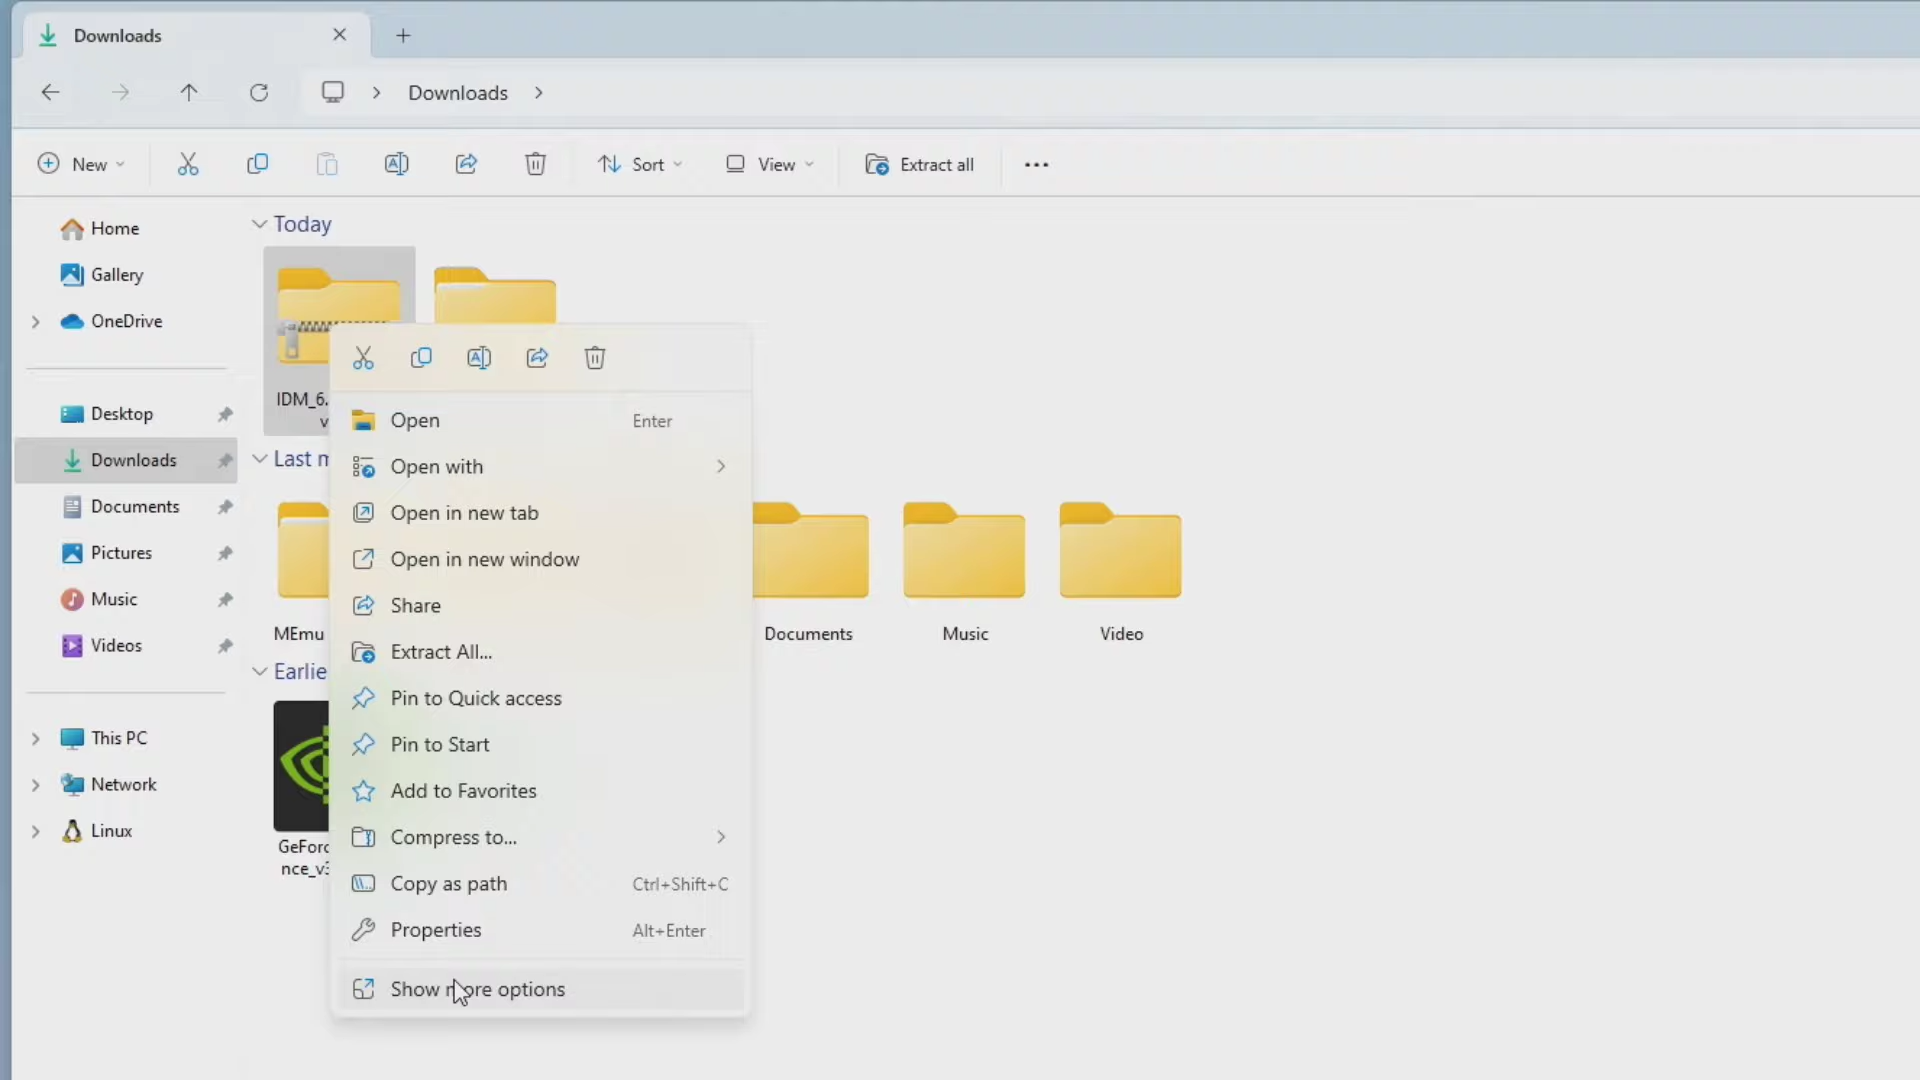 Downloads
Downloads
New
Sort
View
Extract all
Home
Gallery
OneDrive
Desktop
Downloads
Documents
Pictures
Music
Videos
This PC
Network
Linux
Today
IDM_6.
v
Last m
MEmu
Documents
Music
Video
Earlie
GeForc
nce_v3
Open Enter
Open with
Open in new tab
Open in new window
Share
Extract All...
Pin to Quick access
Pin to Start
Add to Favorites
Compress to...
Copy as path Ctrl+Shift+C
Properties Alt+Enter
Show more options